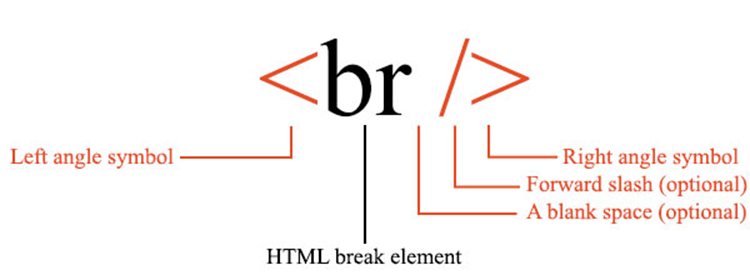 <br />
Left angle symbol
Right angle symbol
Forward slash (optional)
A blank space (optional)
HTML break element